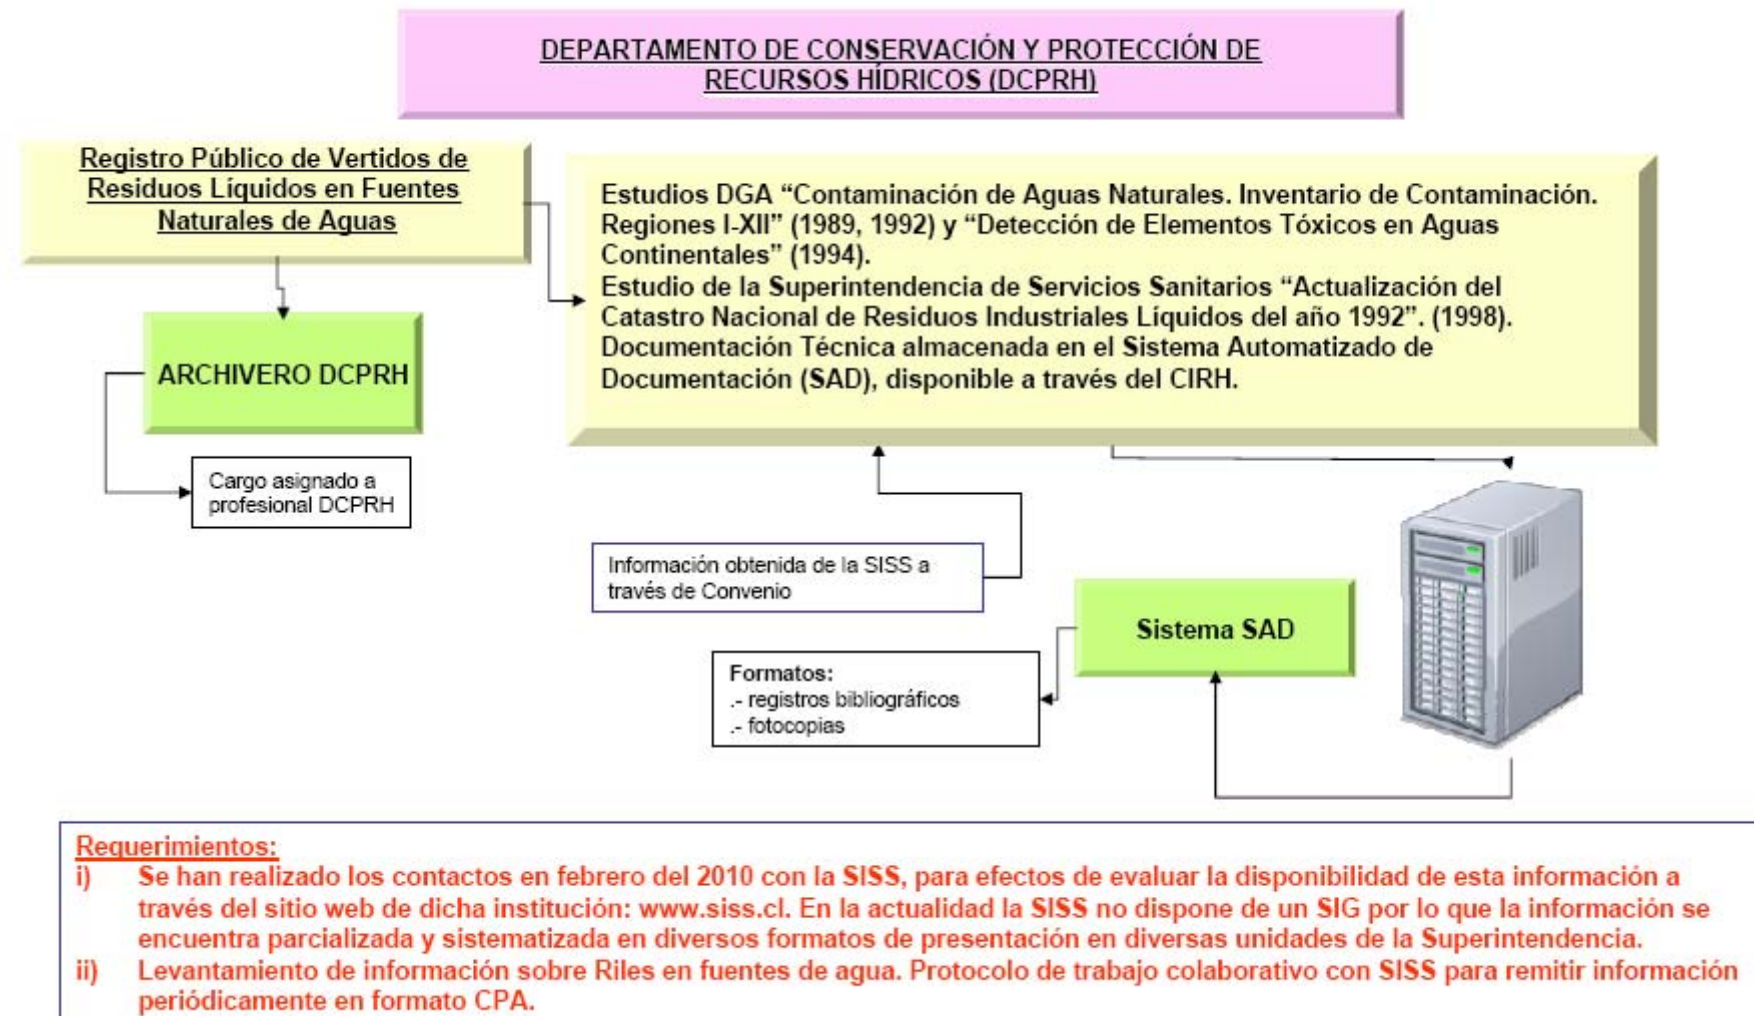 DEPARTAMENTO DE CONSERVACIÓN Y PROTECCIÓN DE
RECURSOS HÍDRICOS (DCPRH)
Registro Público de Vertidos de
Residuos Líquidos en Fuentes
Naturales de Aguas
Estudios DGA “Contaminación de Aguas Naturales. Inventario de Contaminación.
Regiones I-XII” (1989, 1992) y “Detección de Elementos Tóxicos en Aguas
Continentales” (1994).
Estudio de la Superintendencia de Servicios Sanitarios “Actualización del
Catastro Nacional de Residuos Industriales Líquidos del año 1992”. (1998).
Documentación Técnica almacenada en el Sistema Automatizado de
Documentación (SAD), disponible a través del CIRH.
ARCHIVERO DCPRH
Cargo asignado a
profesional DCPRH
Información obtenida de la SISS a
través de Convenio
Sistema SAD
Formatos:
.- registros bibliográficos
.- fotocopias
Requerimientos:
i) Se han realizado los contactos en febrero del 2010 con la SISS, para efectos de evaluar la disponibilidad de esta información a
través del sitio web de dicha institución: www.siss.cl. En la actualidad la SISS no dispone de un SIG por lo que la información se
encuentra parcializada y sistematizada en diversos formatos de presentación en diversas unidades de la Superintendencia.
ii) Levantamiento de información sobre Riles en fuentes de agua. Protocolo de trabajo colaborativo con SISS para remitir información
periódicamente en formato CPA.